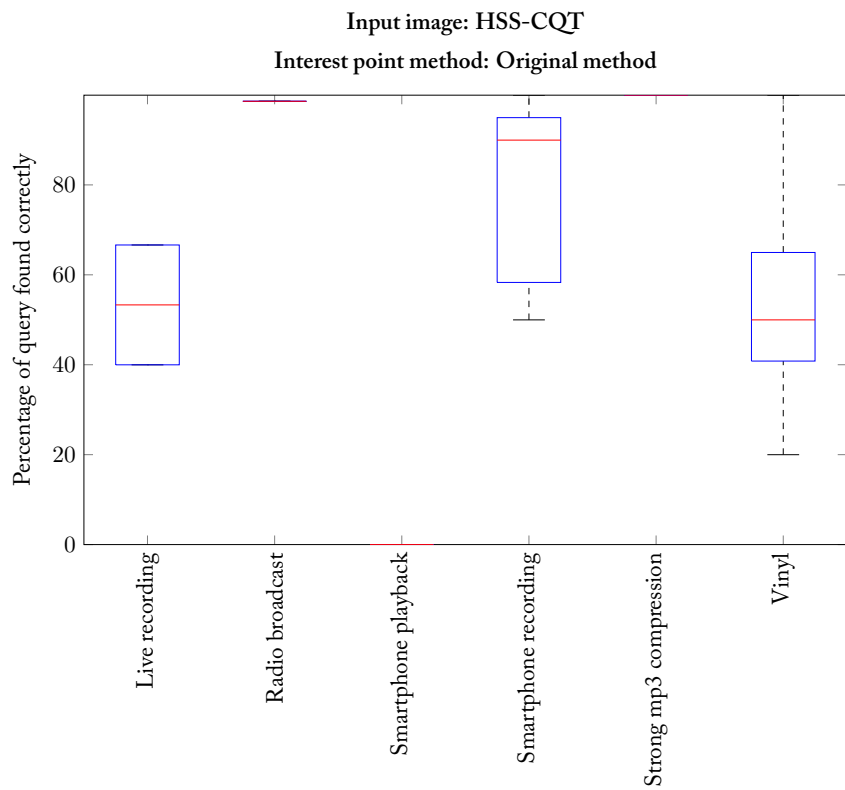 Input image: HSS-CQT
Interest point method: Original method
Percentage of query found correctly
80
60
40
20
0
Live recording
Radio broadcast
Smartphone playback
Smartphone recording
Strong mp3 compression
Vinyl